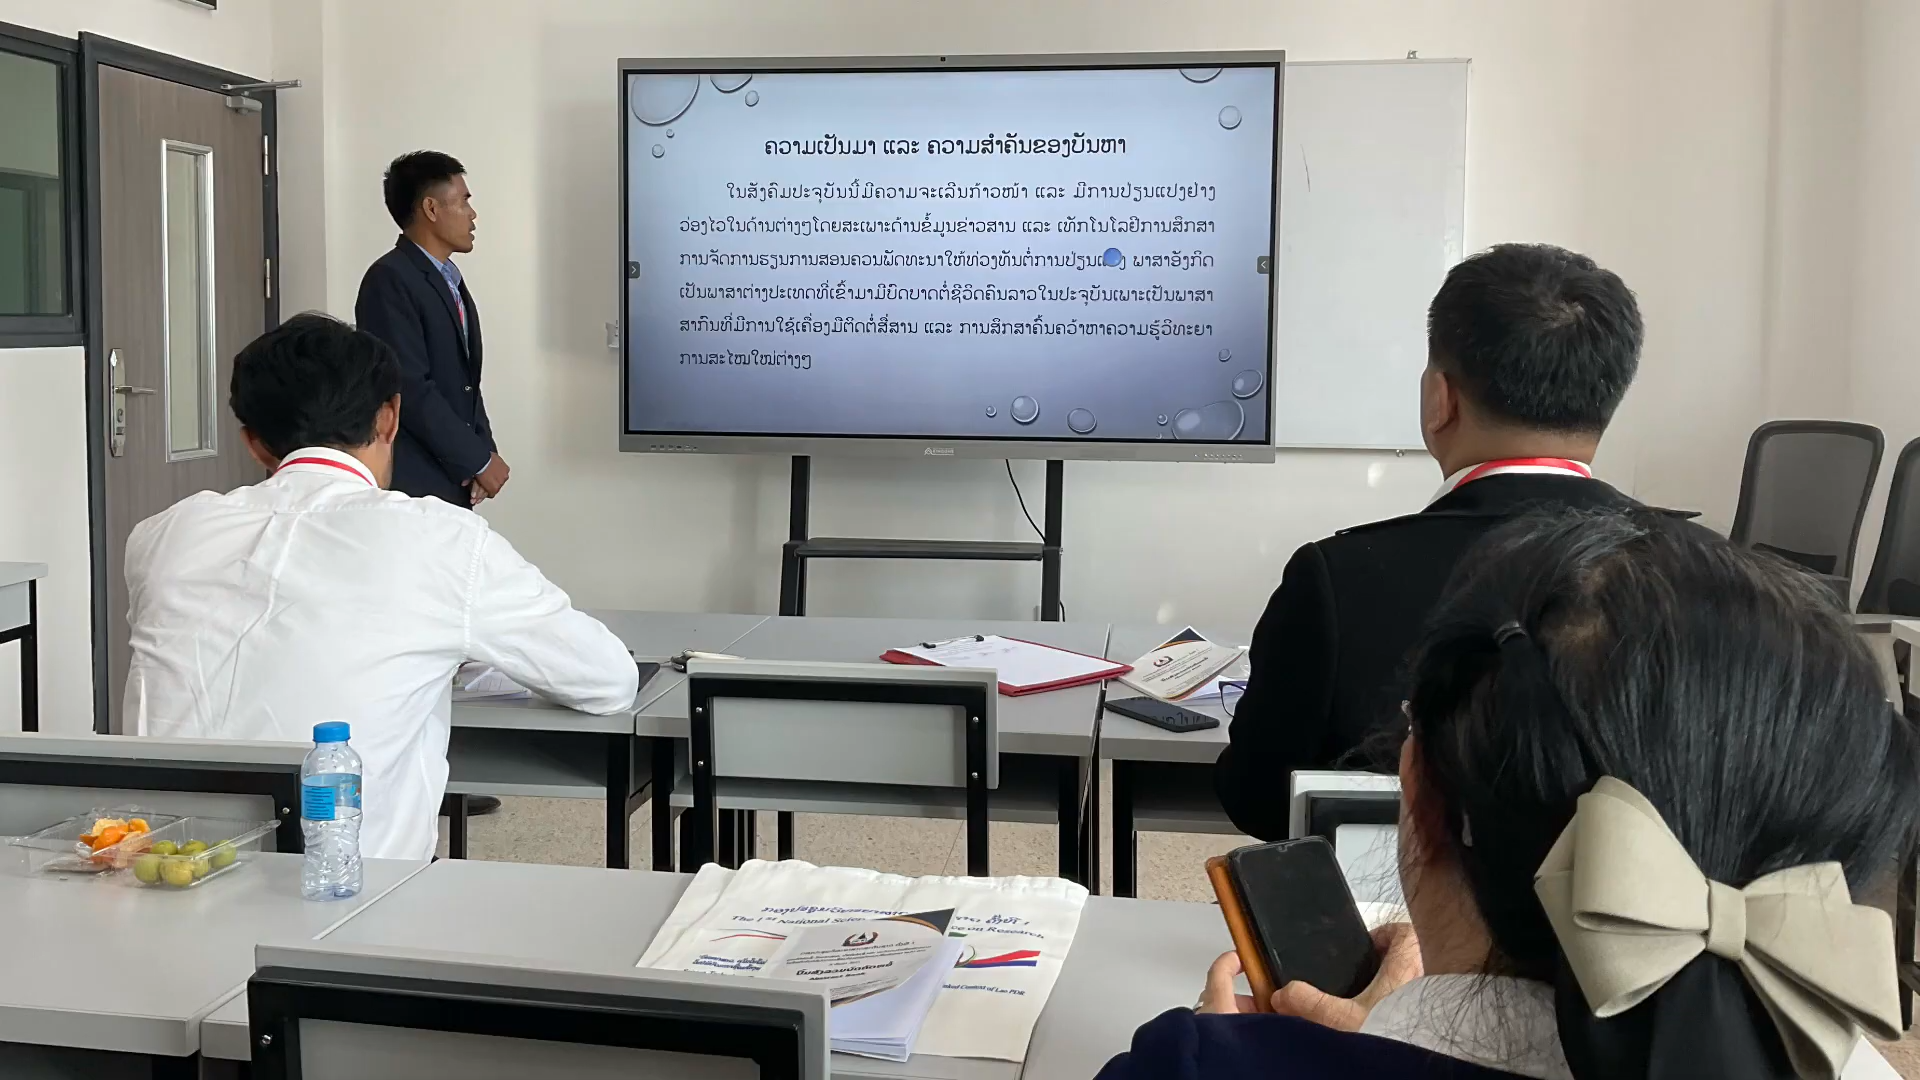 ຄວາມເປັນມາ ແລະ ຄວາມສຳຄັນຂອງບັນຫາ
ໃນສັງຄົມປະຈຸບັນນີ້ມີຄວາມຈະເລີນກ້າວໜ້າ ແລະ ມີການປ່ຽນແປງຢ່າງ
ວ່ອງໄວໃນດ້ານຕ່າງໆໂດຍສະເພາະດ້ານຂໍ້ມູນຂ່າວສານ ແລະ ເທັກໂນໂລຢີການສຶກສາ
ການຈັດການຮຽນການສອນຄວນພັດທະນາໃຫ້ທ່ວງທັນຕໍ່ການ ພາສາອັງກິດ
ເປັນພາສາຕ່າງປະເທດທີ່ເຂົ້າມາມີບົດບາດຕໍ່ຊີວິດຄົນລາວໃນປະຈຸບັນເພາະເປັນພາສາ
ສາກົນທີ່ມີການໃຊ້ເຄື່ອງມືຕິດຕໍ່ສື່ສານ ແລະ ການສຶກສາຄົ້ນຄວ້າຫາຄວາມຮູ້ວິທະຍາ
ການສະໄໝໃໝ່ຕ່າງໆ
The 1st National
ce on Research
Abstract Book
Context of Lao PDR